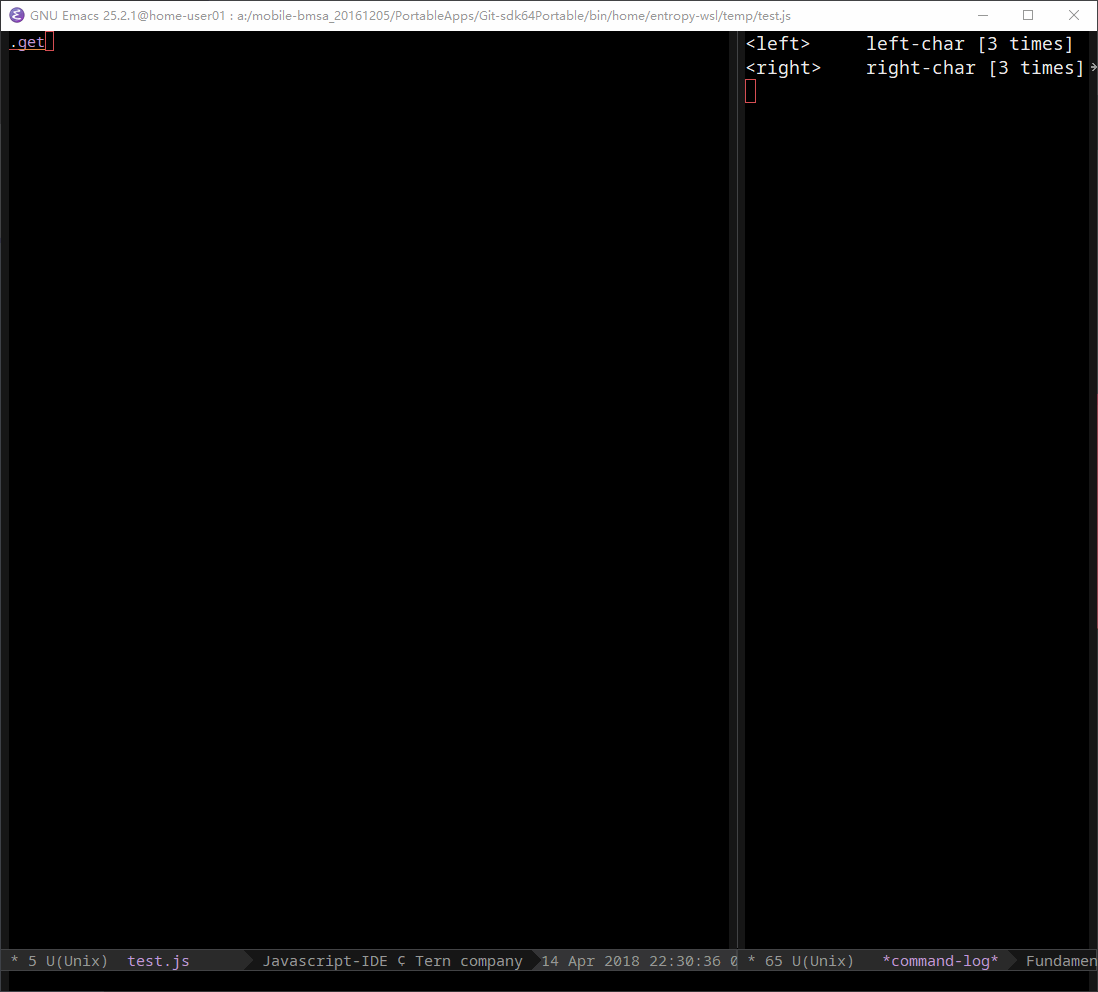 GNU Emacs 25.2.1@home-user01 : a:/mobile-bmsa_20161205/PortableApps/Git-sdk64Portable/bin/home/entropy-wsl/temp/test.js
.get
<left> left-char [3 times]
<right> right-char [3 times]
* 5 U(Unix) test.js Javascript-IDE ¢ Tern company 14 Apr 2018 22:30:36
* 65 U(Unix) *command-log* Fundamen